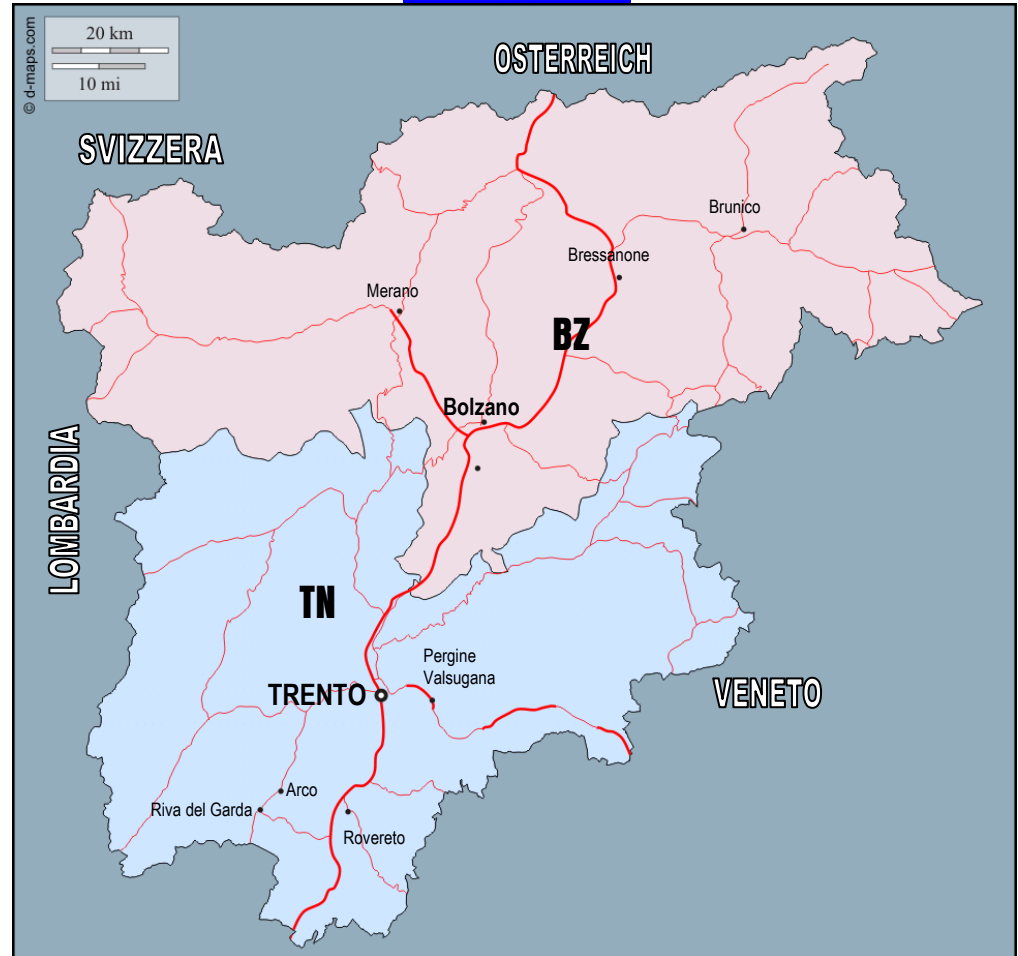 20 km
10 mi
© d-maps.com
OSTERREICH
SVIZZERA
Brunico
Bressanone
Merano
BZ
Bolzano
LOMBARDIA
TN
Pergine
Valsugana
TRENTO
VENETO
Arco
Riva del Garda
Rovereto